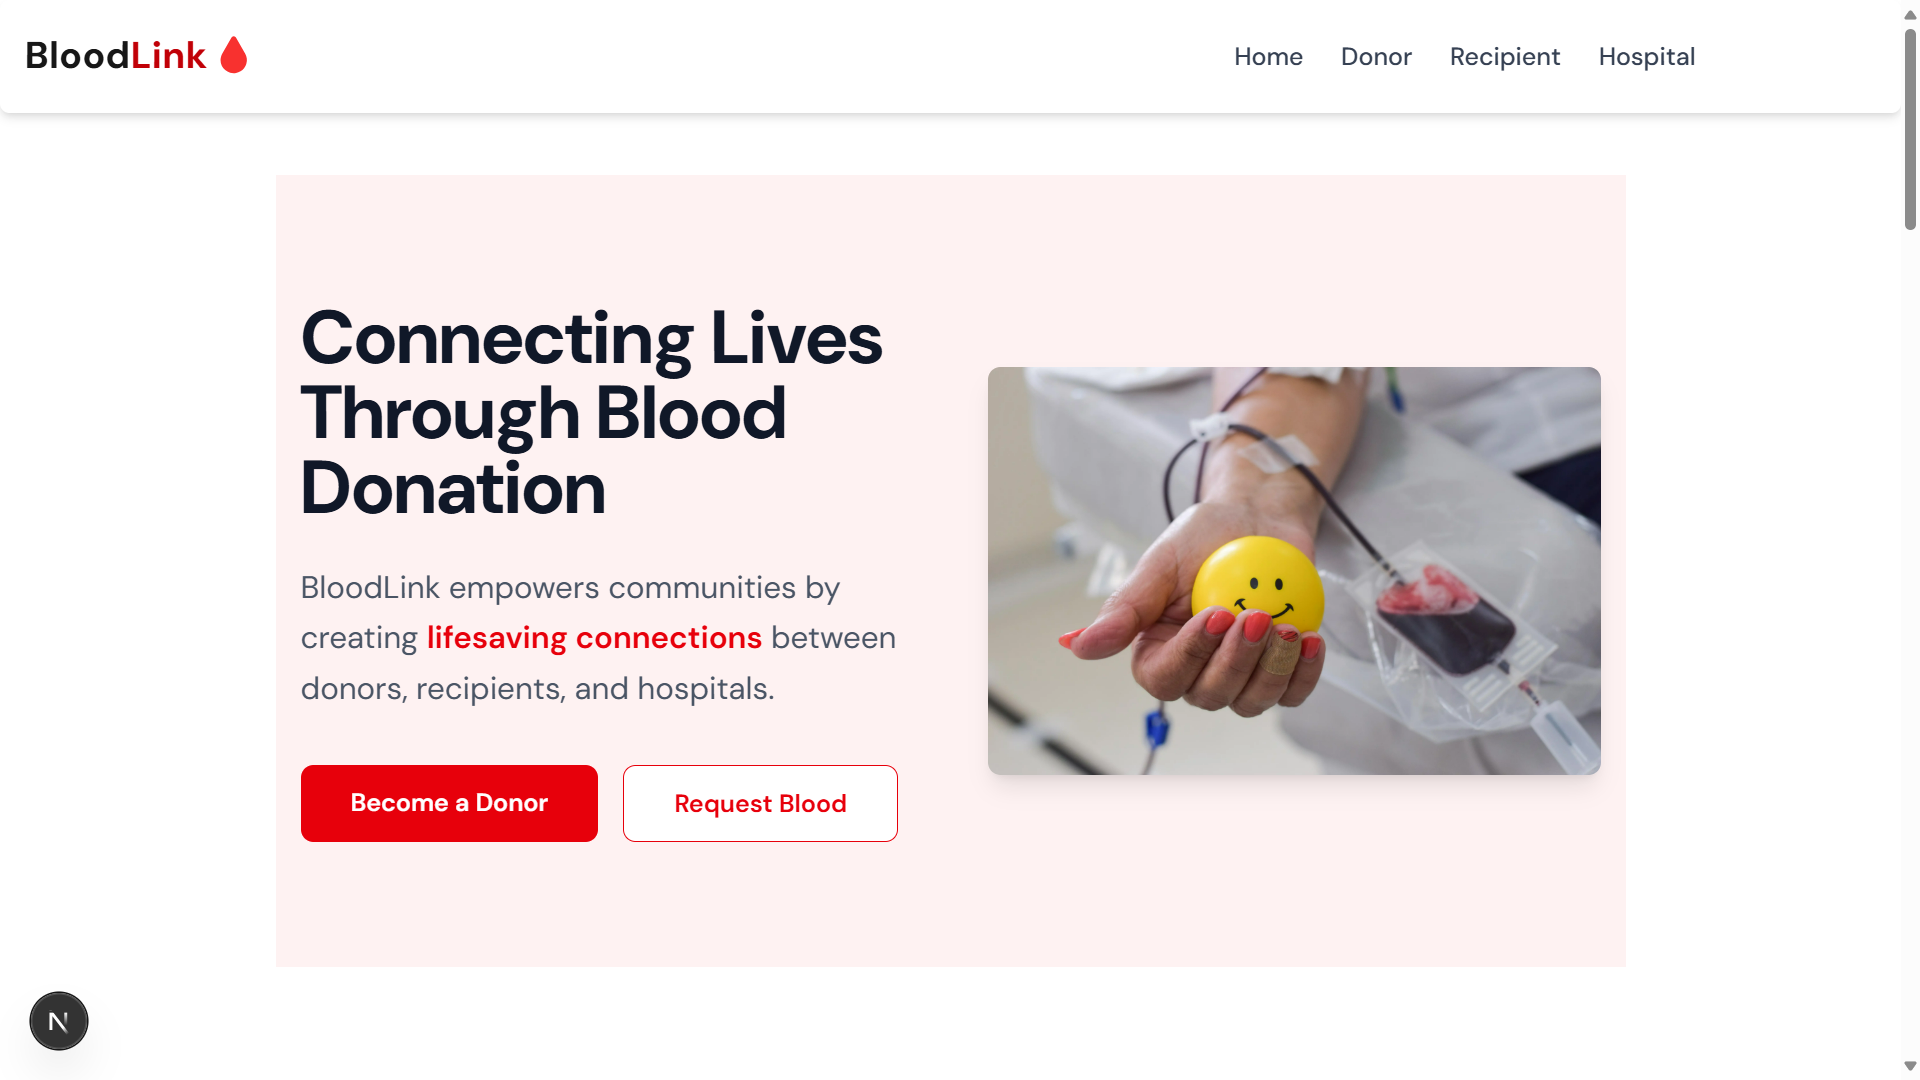 BloodLink
Home Donor Recipient Hospital
Connecting Lives
Through Blood
Donation
BloodLink empowers communities by
creating lifesaving connections between
donors, recipients, and hospitals.
Become a Donor Request Blood
N